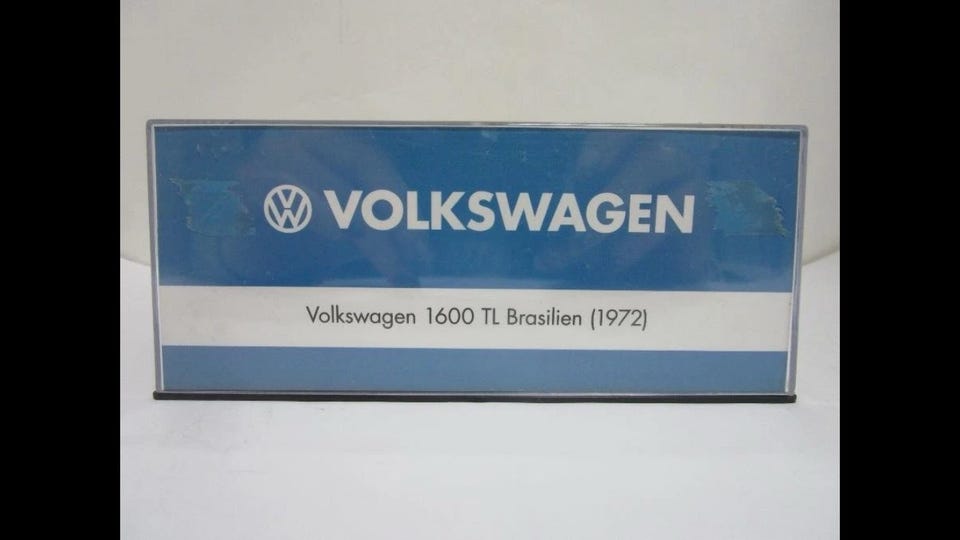 VOLKSWAGEN
Volkswagen 1600 TL Brasilien (1972)